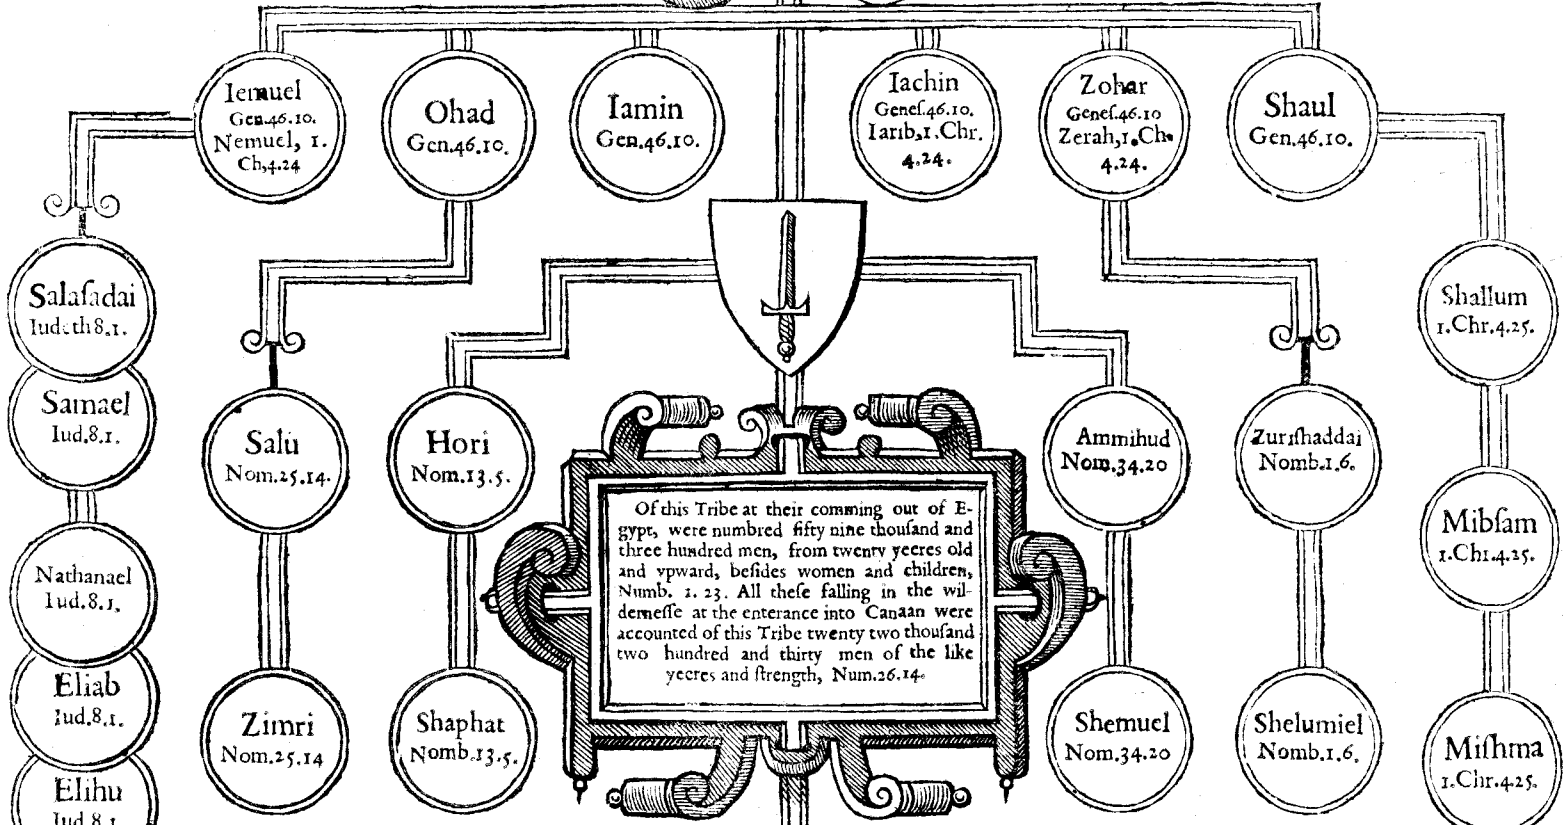 Iemuel
Gen.46.10.
Nemuel, 1.
Ch,4.24
Ohad
Gen.46.10.
Iamin
Gen.46.10.
Iachin
Geneſ.46.10.
Iarib,1.Chr.
4.24.
Zohar
Geneſ.46.10
Zerah,1.Ch.
4.24.
Shaul
Gen.46.10.
Salaſadai
Iudeth8.1.
Samael
Iud.8.1.
Nathanael
Iud.8.1.
Eliab
Iud.8.1.
Elihu
Iud.8.1.
Salu
Nom.25.14.
Zimri
Nom.25.14
Hori
Nom.13.5.
Shaphat
Nomb.13.5.
Of this Tribe at their comming out of E-
gypt, were numbred fifty nine thouſand and
three hundred men, from twenty yeeres old
and vpward, beſides women and children,
Numb. 1. 23. All theſe falling in the wil-
derneſſe at the enterance into Canaan were
accounted of this Tribe twenty two thouſand
two hundred and thirty men of the like
yeeres and ſtrength, Num.26.14.
Ammihud
Nom.34.20
Shemuel
Nom.34.20
Zuriſhaddai
Nomb.1.6.
Shelumiel
Nomb.1.6.
Shallum
1.Chr.4.25.
Mibſam
1.Chr.4.25.
Miſhma
1.Chr.4.25.